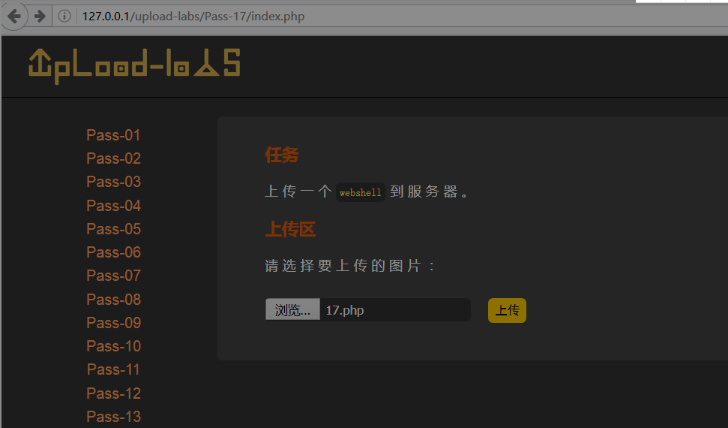 127.0.0.1/upload-labs/Pass-17/index.php
UpLoad-labS
Pass-01
Pass-02
Pass-03
Pass-04
Pass-05
Pass-06
Pass-07
Pass-08
Pass-09
Pass-10
Pass-11
Pass-12
Pass-13
任务
上传一个 webshell 到服务器。
上传区
请选择要上传的图片：
浏览... 17.php 上传